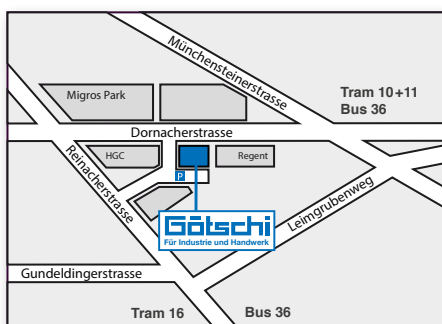 Münchensteinerstrasse
Migros Park
Tram 10+11
Bus 36
Dornacherstrasse
HGC
Regent
P
Reinacherstrasse
Leimgrubenweg
Götschi
Für Industrie und Handwerk
Gundeldingerstrasse
Tram 16
Bus 36